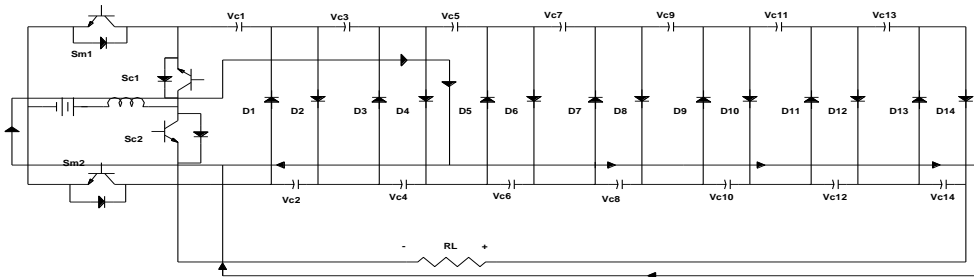 Vc1 Vc3 Vc5 Vc7 Vc9 Vc11 Vc13
Sm1
Sc1
D1 D2 D3 D4 D5 D6 D7 D8 D9 D10 D11 D12 D13 D14
Sc2
Sm2
Vc2 Vc4 Vc6 Vc8 Vc10 Vc12 Vc14
- RL +